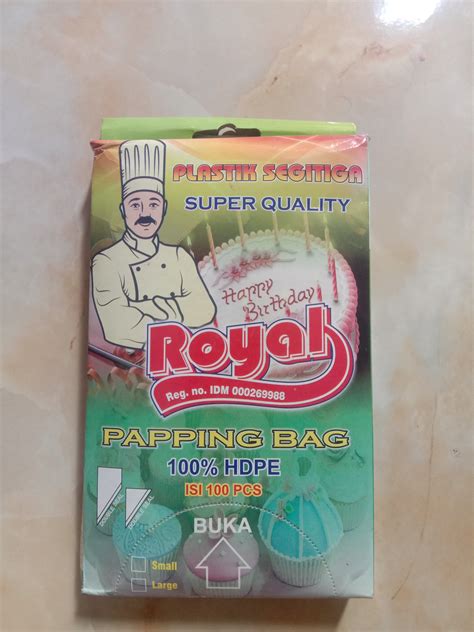 PLASTIK SEGITIGA
SUPER QUALITY
Happy
Birthday
Royal
Reg. no. IDM 000269988
PAPPING BAG
100% HDPE
ISI 100 PCS
BUKA
Small
Large